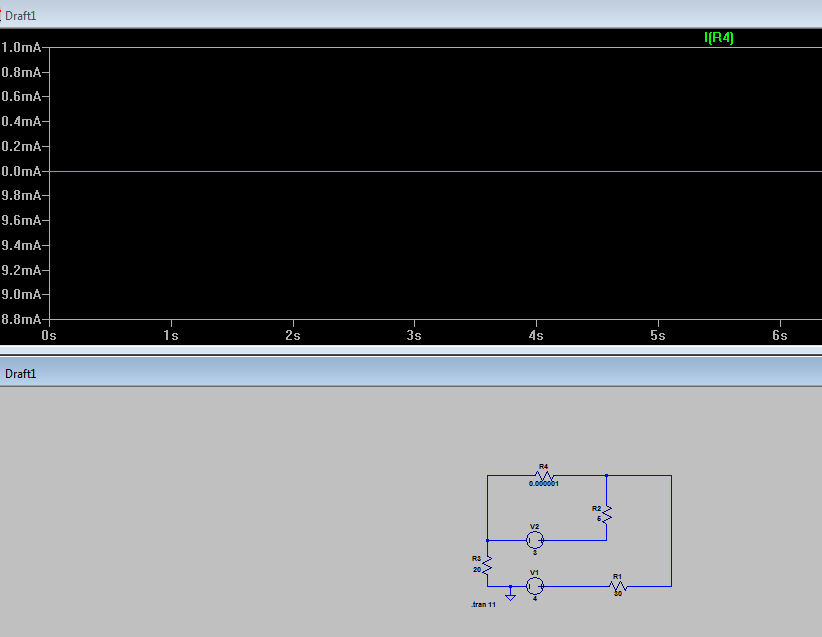 Draft1
I(R4)
1.0mA
0.8mA
0.6mA
0.4mA
0.2mA
0.0mA
9.8mA
9.6mA
9.4mA
9.2mA
9.0mA
8.8mA
0s 1s 2s 3s 4s 5s 6s
Draft1
R4
0.000001
R2
5
V2
3
R3
20
V1
4
R1
30
.tran 11